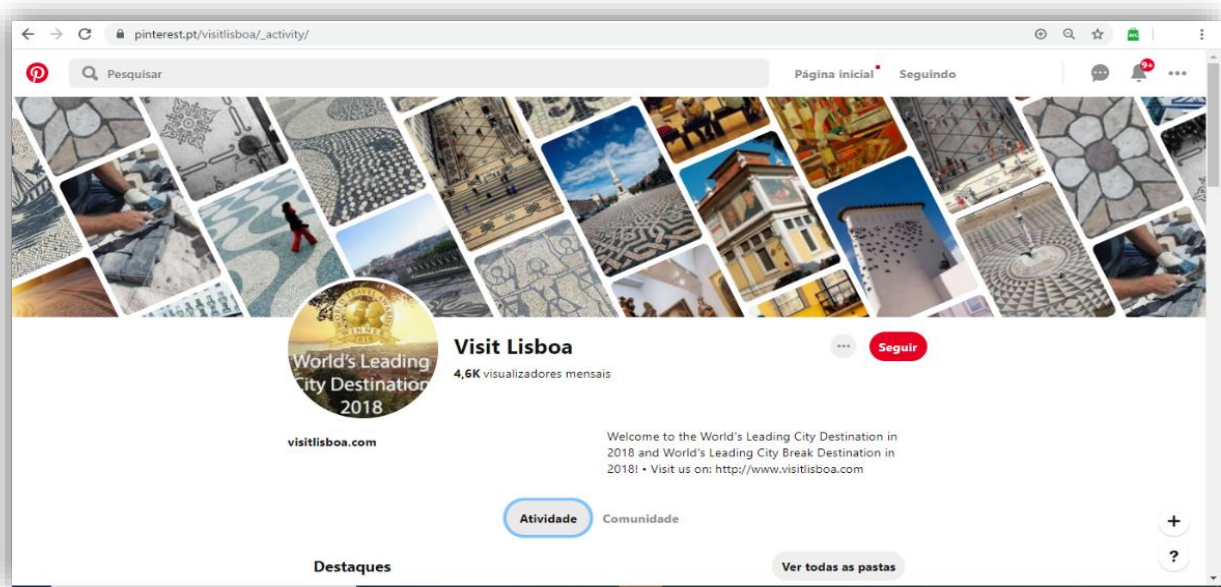 pinterest.pt/visitlisboa/_activity/
Pesquisar
Página inicial
Seguindo
9+
World's Leading
City Destination
2018
Visit Lisboa
4,6K visualizadores mensais
Seguir
visitlisboa.com
Welcome to the World's Leading City Destination in
2018 and World's Leading City Break Destination in
2018! • Visit us on: http://www.visitlisboa.com
Atividade
Comunidade
Destaques
Ver todas as pastas
+
?